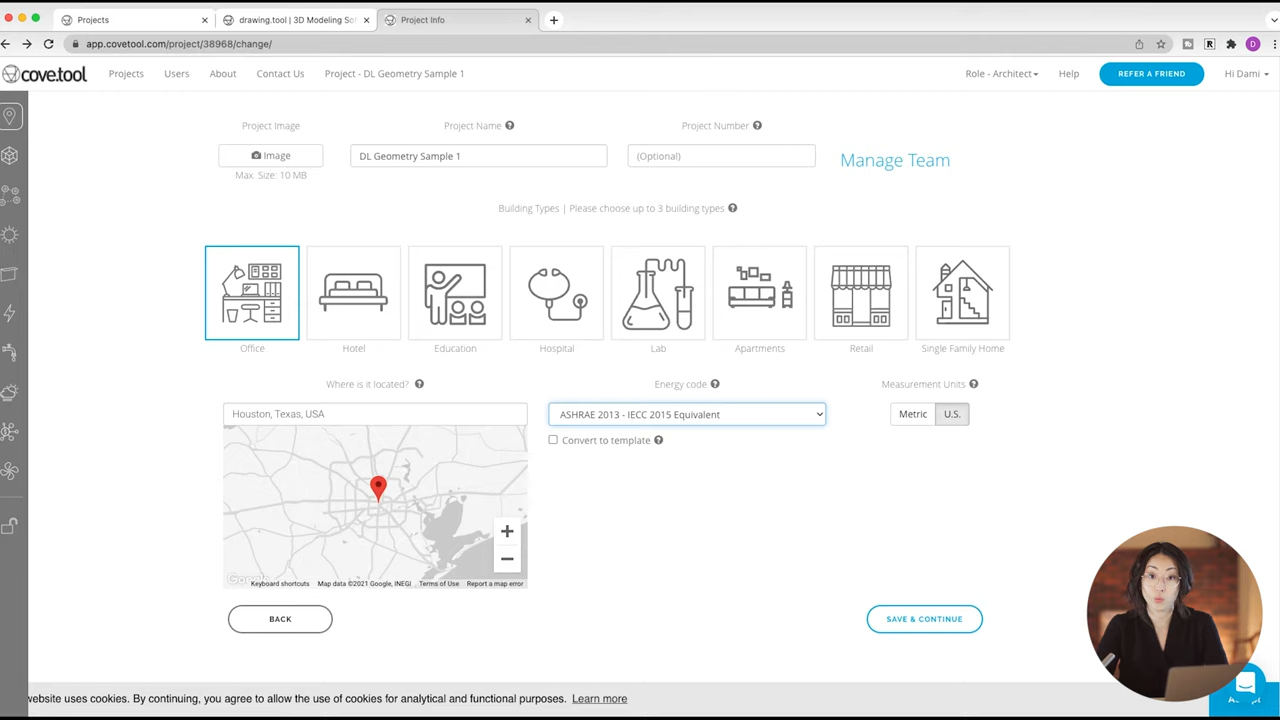 Projects
drawing.tool | 3D Modeling So
Project Info
app.covetool.com/project/38968/change/
R
D
cove.tool
Projects
Users
About
Contact Us
Project - DL Geometry Sample 1
Role - Architect
Help
REFER A FRIEND
Hi Dami
Project Image
Project Name
Project Number
Image
DL Geometry Sample 1
(Optional)
Manage Team
Max. Size: 10 MB
Building Types | Please choose up to 3 building types
Office
Hotel
Education
Hospital
Lab
Apartments
Retail
Single Family Home
Where is it located?
Energy code
Measurement Units
Houston, Texas, USA
ASHRAE 2013 - IECC 2015 Equivalent
Metric
U.S.
Convert to template
Google
Keyboard shortcuts
Map data ©2021 Google, INEGI
Terms of Use
Report a map error
BACK
SAVE & CONTINUE
website uses cookies. By continuing, you agree to allow the use of cookies for analytical and functional purposes. Learn more